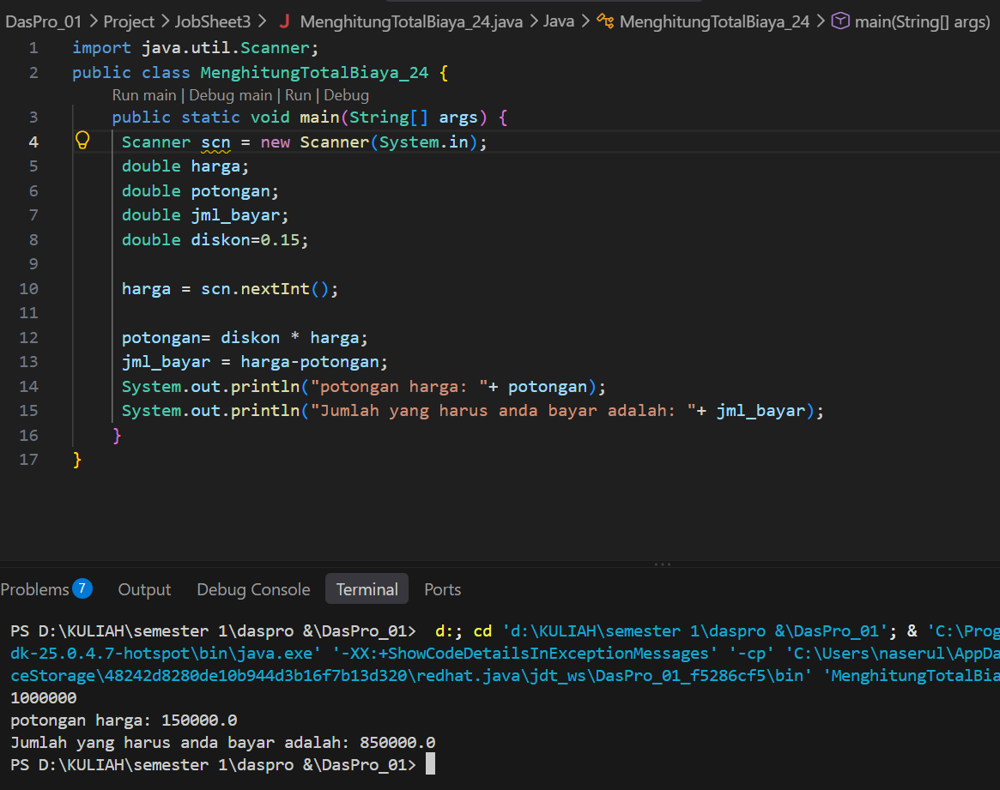 DasPro_01 > Project > JobSheet3 > J MenghitungTotalBiaya_24.java > Java > MenghitungTotalBiaya_24 > main(String[] args)
1 import java.util.Scanner;
2 public class MenghitungTotalBiaya_24 {
Run main | Debug main | Run | Debug
3 public static void main(String[] args) {
4 Scanner scn = new Scanner(System.in);
5 double harga;
6 double potongan;
7 double jml_bayar;
8 double diskon=0.15;
9
10 harga = scn.nextInt();
11
12 potongan= diskon * harga;
13 jml_bayar = harga-potongan;
14 System.out.println("potongan harga: "+ potongan);
15 System.out.println("Jumlah yang harus anda bayar adalah: "+ jml_bayar);
16 }
17 }
Problems 7 Output Debug Console Terminal Ports
PS D:\KULIAH\semester 1\daspro &\DasPro_01> d:; cd 'd:\KULIAH\semester 1\daspro &\DasPro_01'; & 'C:\Prog
dk-25.0.4.7-hotspot\bin\java.exe' '-XX:+ShowCodeDetailsInExceptionMessages' '-cp' 'C:\Users\naserul\AppDa
ceStorage\48242d8280de10b944d3b16f7b13d320\redhat.java\jdt_ws\DasPro_01_f5286cf5\bin' 'MenghitungTotalBia
1000000
potongan harga: 150000.0
Jumlah yang harus anda bayar adalah: 850000.0
PS D:\KULIAH\semester 1\daspro &\DasPro_01>